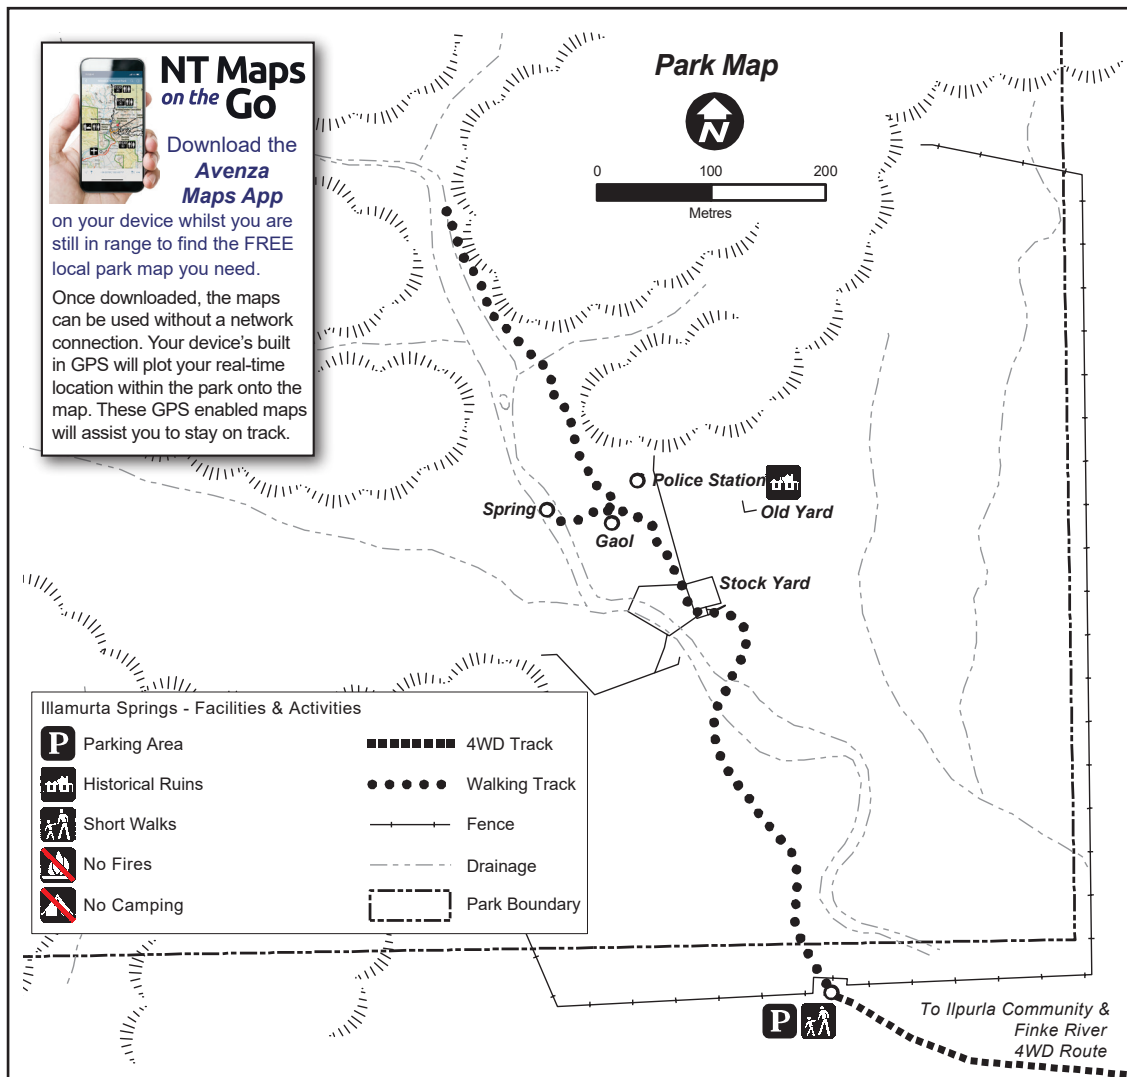 NT Maps
on the Go
Download the
Avenza
Maps App
on your device whilst you are
still in range to find the FREE
local park map you need.
Once downloaded, the maps
can be used without a network
connection. Your device's built
in GPS will plot your real-time
location within the park onto the
map. These GPS enabled maps
will assist you to stay on track.
Park Map
N
0 100 200
Metres
Police Station
Spring
Old Yard
Gaol
Stock Yard
Illamurta Springs - Facilities & Activities
P Parking Area
Historical Ruins
Short Walks
No Fires
No Camping
4WD Track
Walking Track
Fence
Drainage
Park Boundary
P
To Ilpurla Community &
Finke River
4WD Route